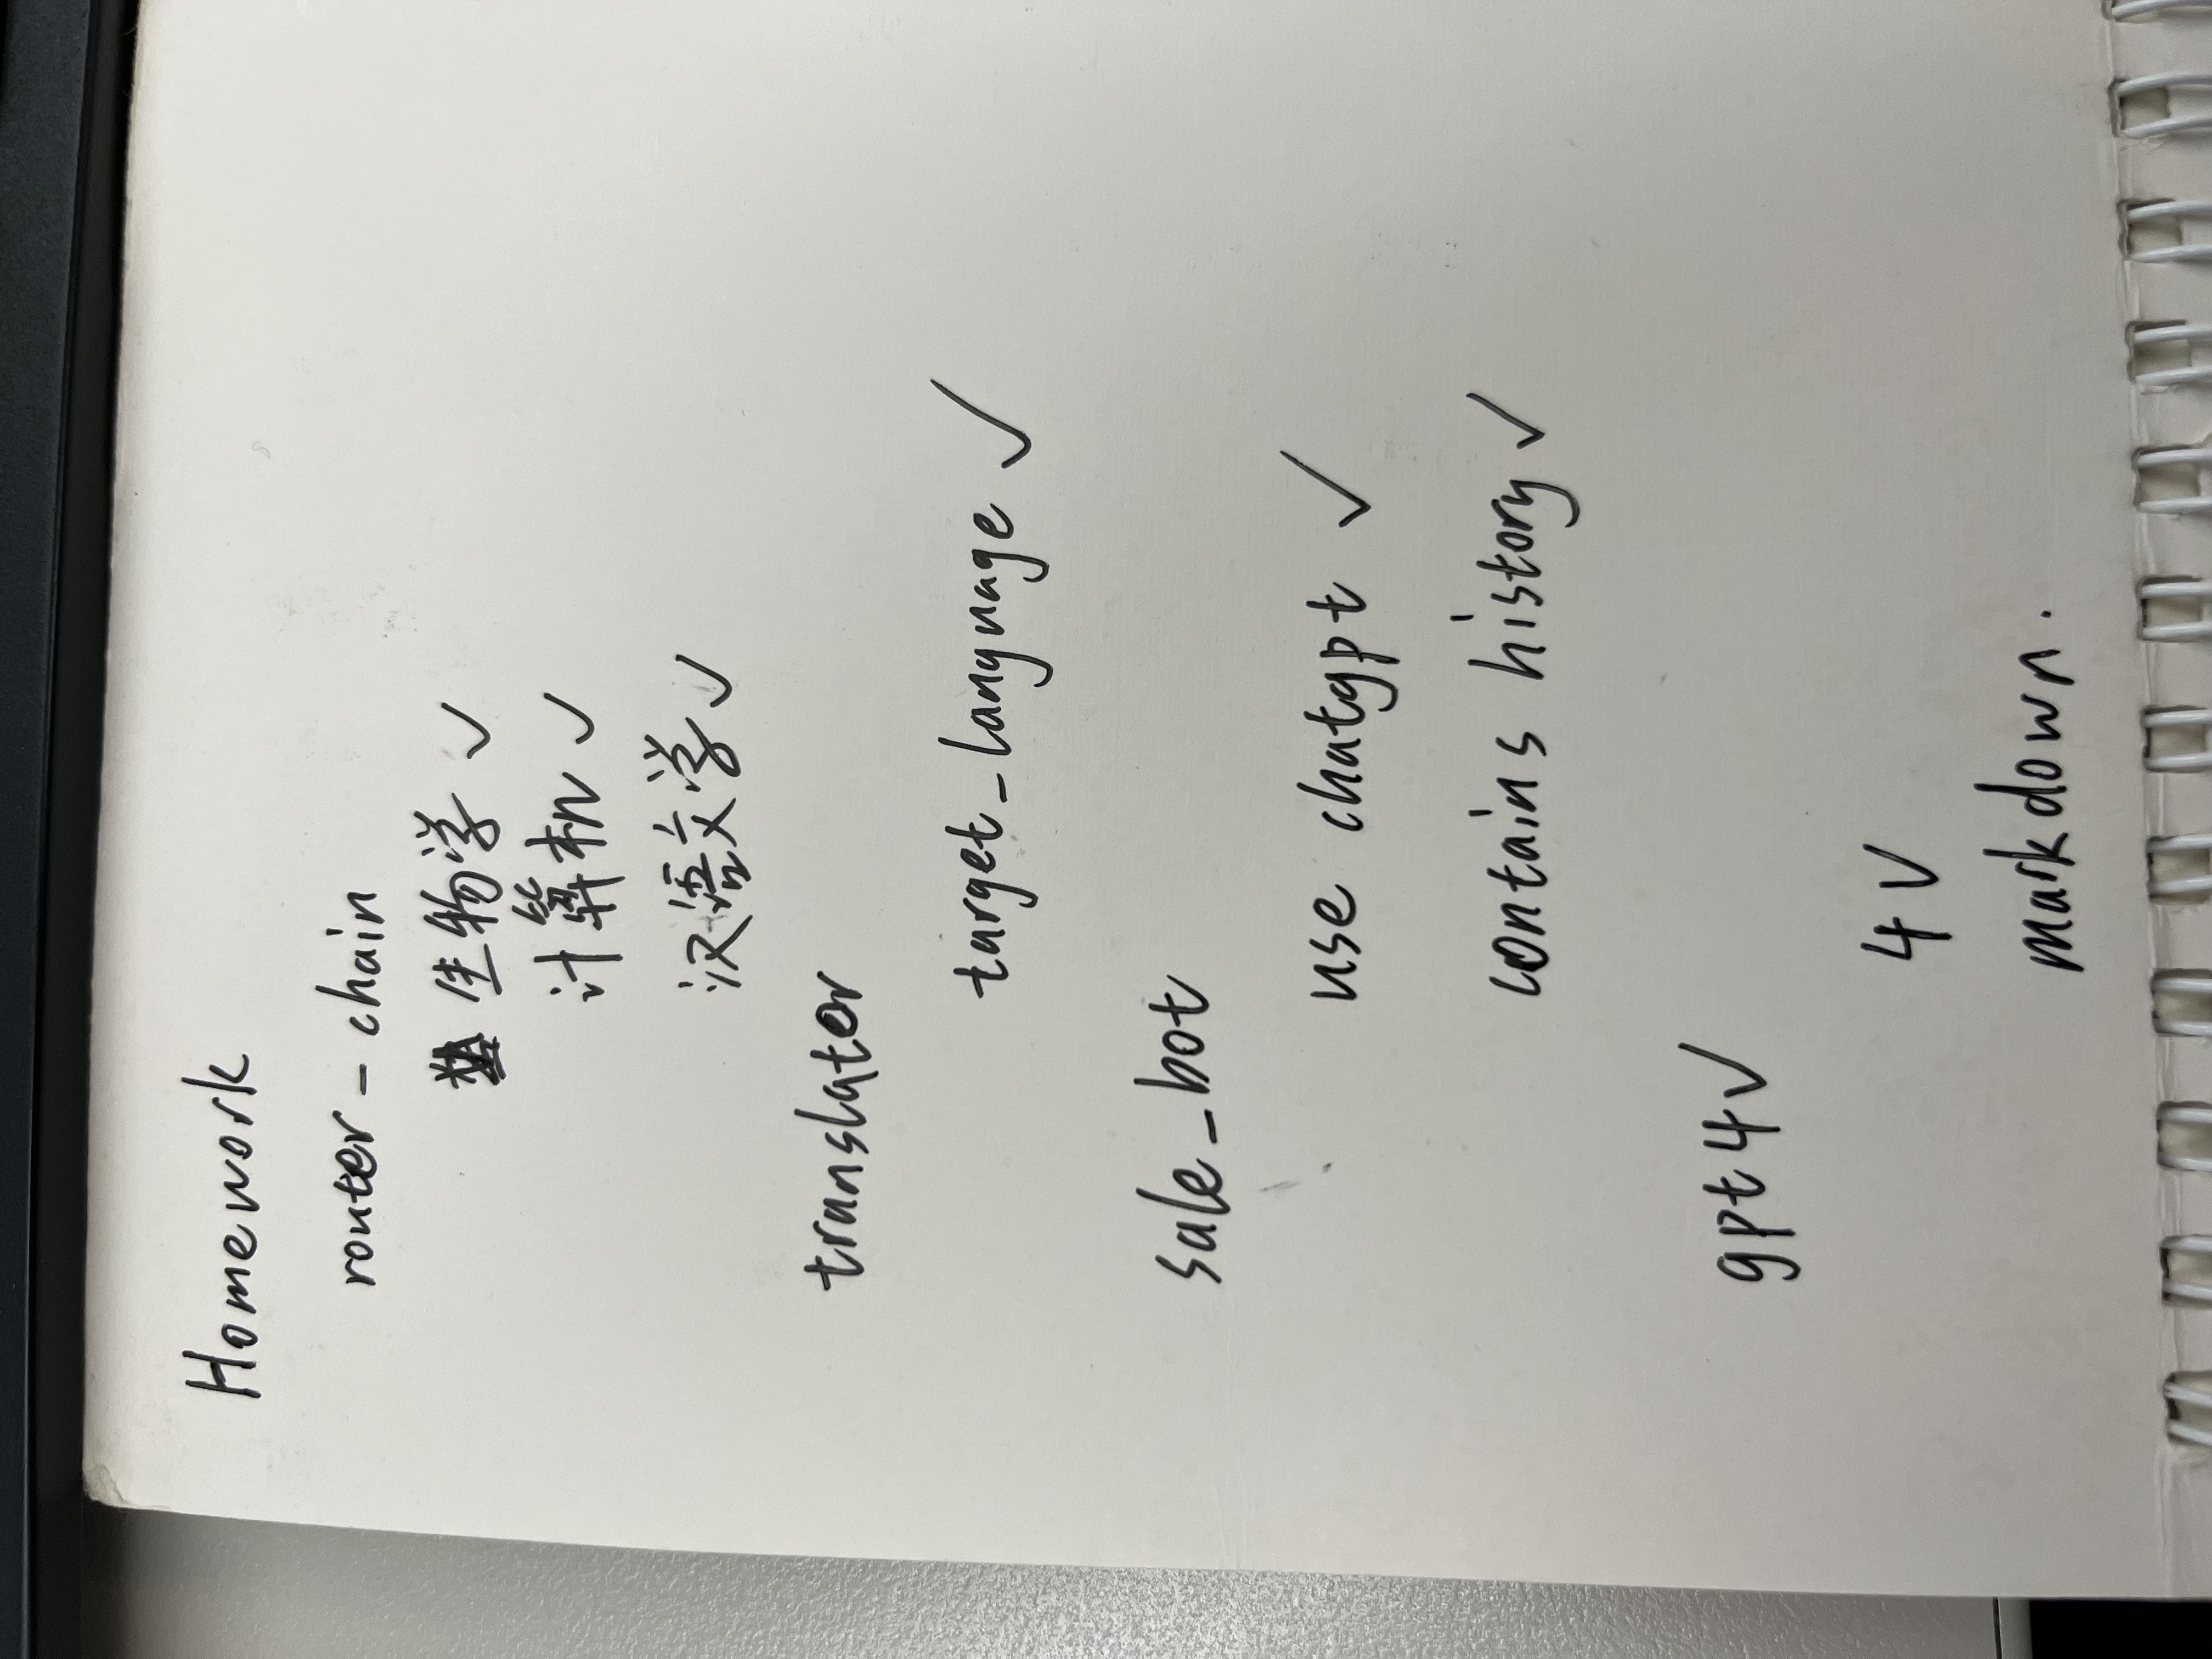 Homework
router - chain
生物学 ✓
计算机 ✓
汉语文学 ✓
translator
target_language ✓
sale_bot
use chatgpt ✓
contains history ✓
gpt4✓
4V
markdown.